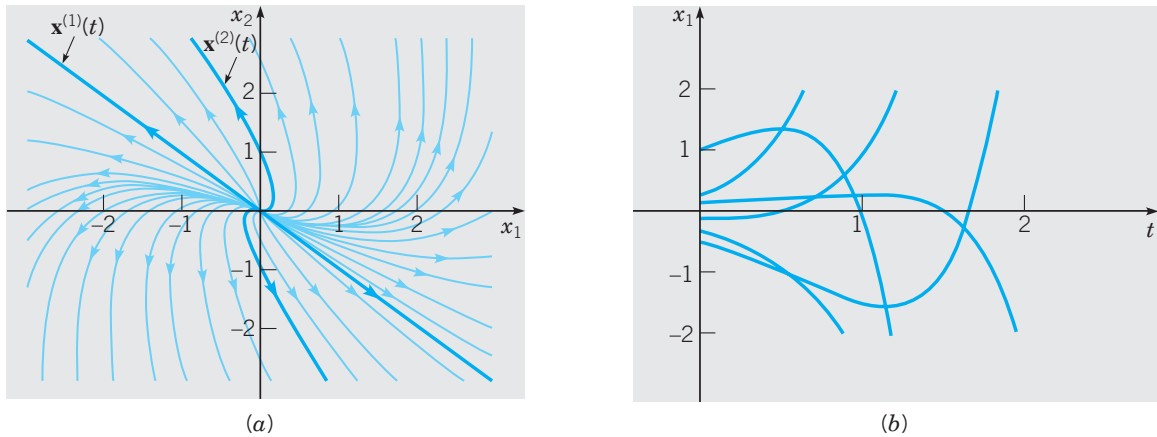 x₂
x⁽¹⁾(t)
x⁽²⁾(t)
2
1
–2
–1
1
2
x₁
–1
–2
(a)
x₁
2
1
1
2
t
–1
–2
(b)